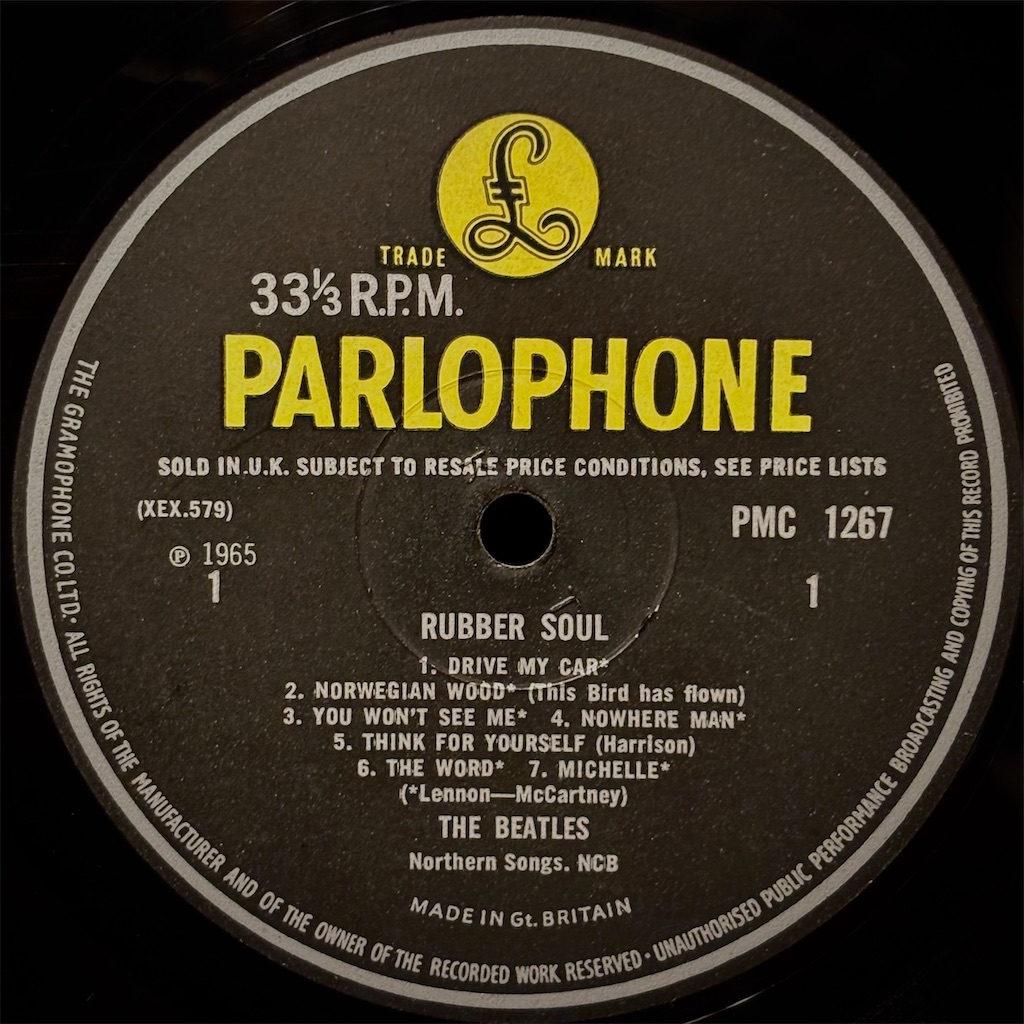 £
TRADE MARK
33⅓ R.P.M.
PARLOPHONE
SOLD IN U.K. SUBJECT TO RESALE PRICE CONDITIONS, SEE PRICE LISTS
(XEX.579)
PMC 1267
℗ 1965
1
1
RUBBER SOUL
1. DRIVE MY CAR*
2. NORWEGIAN WOOD* (This Bird has flown)
3. YOU WON'T SEE ME* 4. NOWHERE MAN*
5. THINK FOR YOURSELF (Harrison)
6. THE WORD* 7. MICHELLE*
(*Lennon—McCartney)
THE BEATLES
Northern Songs. NCB
MADE IN Gt. BRITAIN
THE GRAMOPHONE CO. LTD. · ALL RIGHTS OF THE MANUFACTURER AND OF THE OWNER OF THE RECORDED WORK RESERVED · UNAUTHORISED PUBLIC PERFORMANCE BROADCASTING AND COPYING OF THIS RECORD PROHIBITED